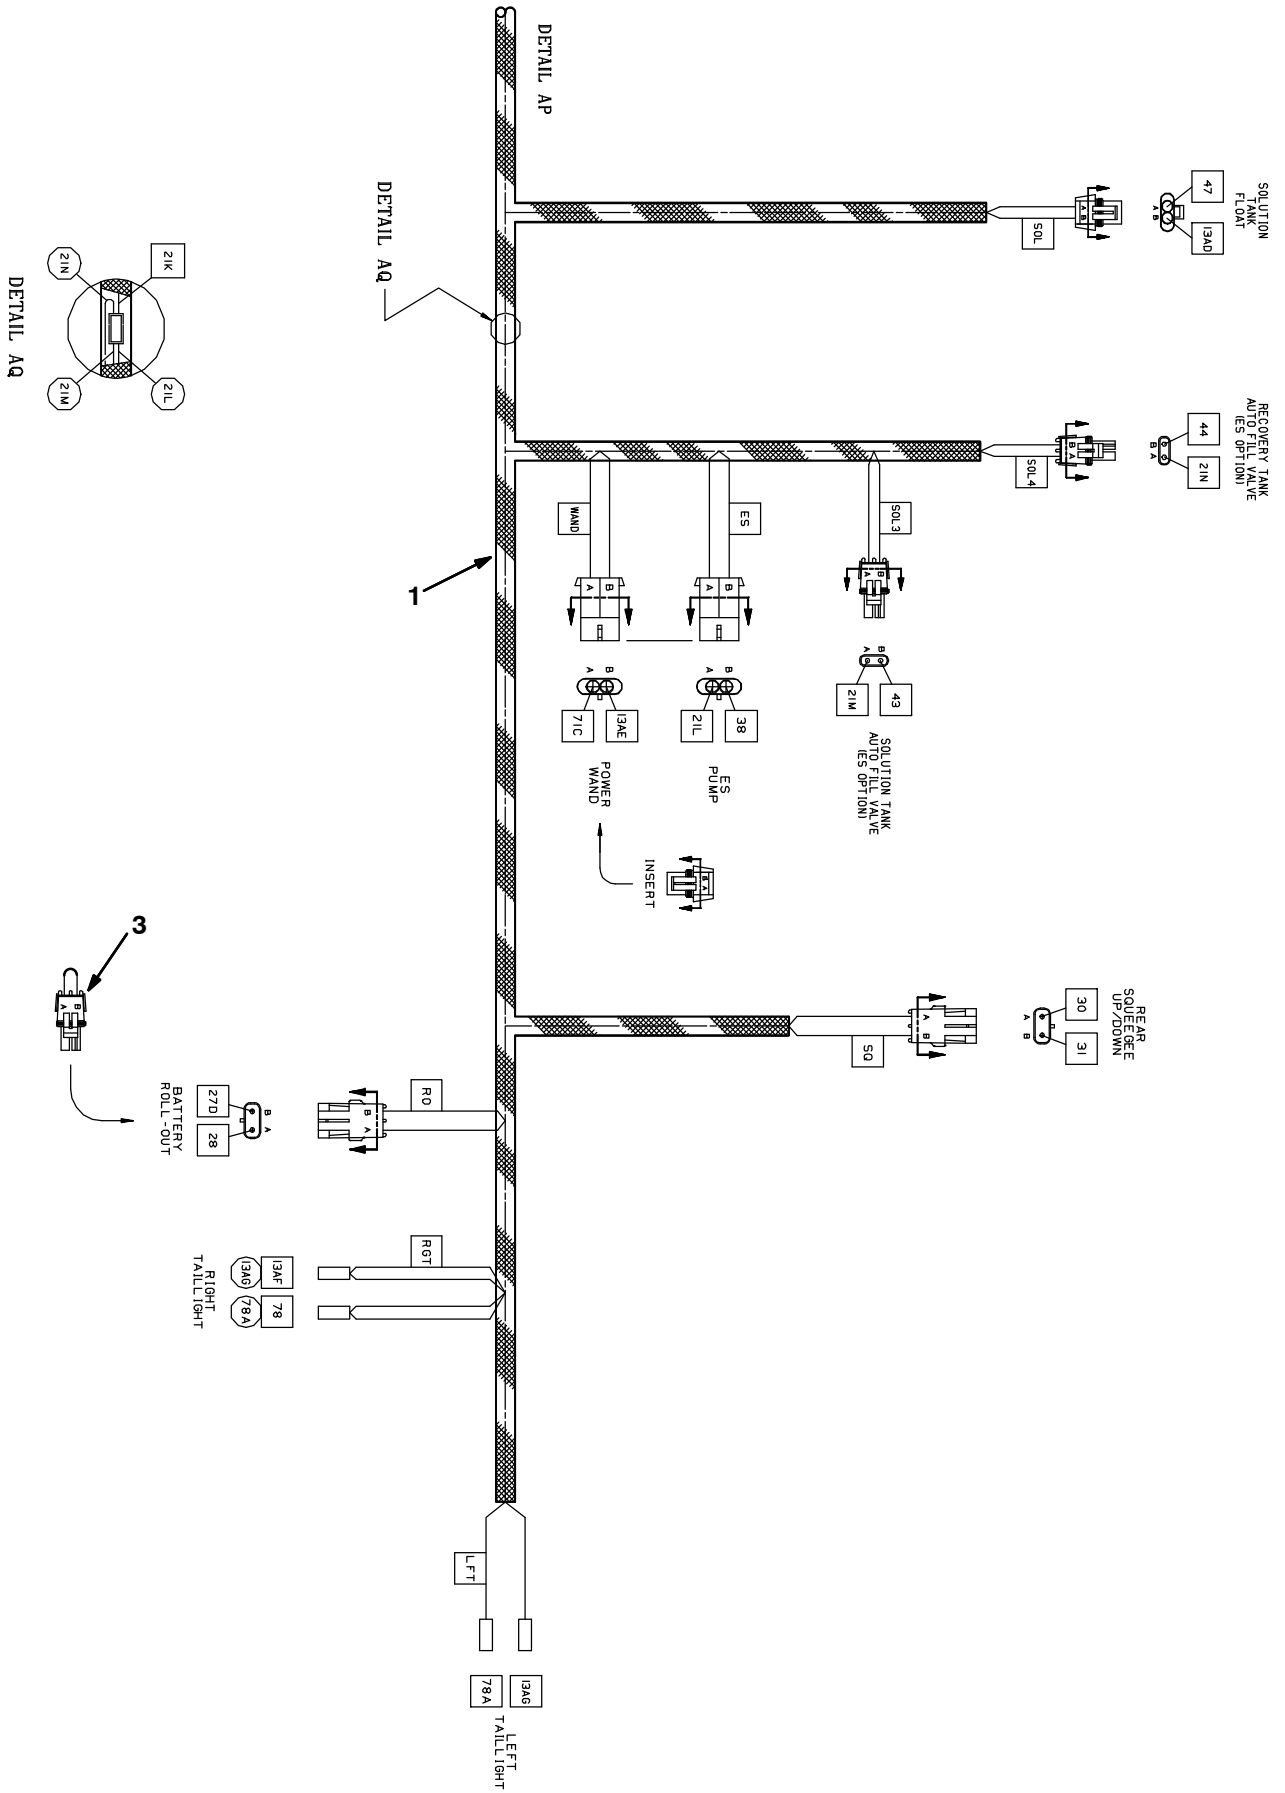 DETAIL AP
SOL
47
13AD
A B
A B
SOLUTION
TANK
FLOAT
DETAIL AQ
SOL4
B A
B A
44
21N
RECOVERY TANK
AUTO FILL VALVE
(ES OPTION)
21N
21K
21M
21L
DETAIL AQ
WAND
A B
A B
71C
13AE
POWER
WAND
ES
A B
A B
21L
38
ES
PUMP
SOL3
A B
A B
21M
43
SOLUTION TANK
AUTO FILL VALVE
(ES OPTION)
1
INSERT
B A
3
A B
SQ
A B
A B
30
31
REAR
SQUEEGEE
UP/DOWN
RO
B A
B A
27D
28
BATTERY
ROLL-OUT
RGT
13AF
13AG
78
78A
RIGHT
TAILLIGHT
LFT
13AG
78A
LEFT
TAILLIGHT